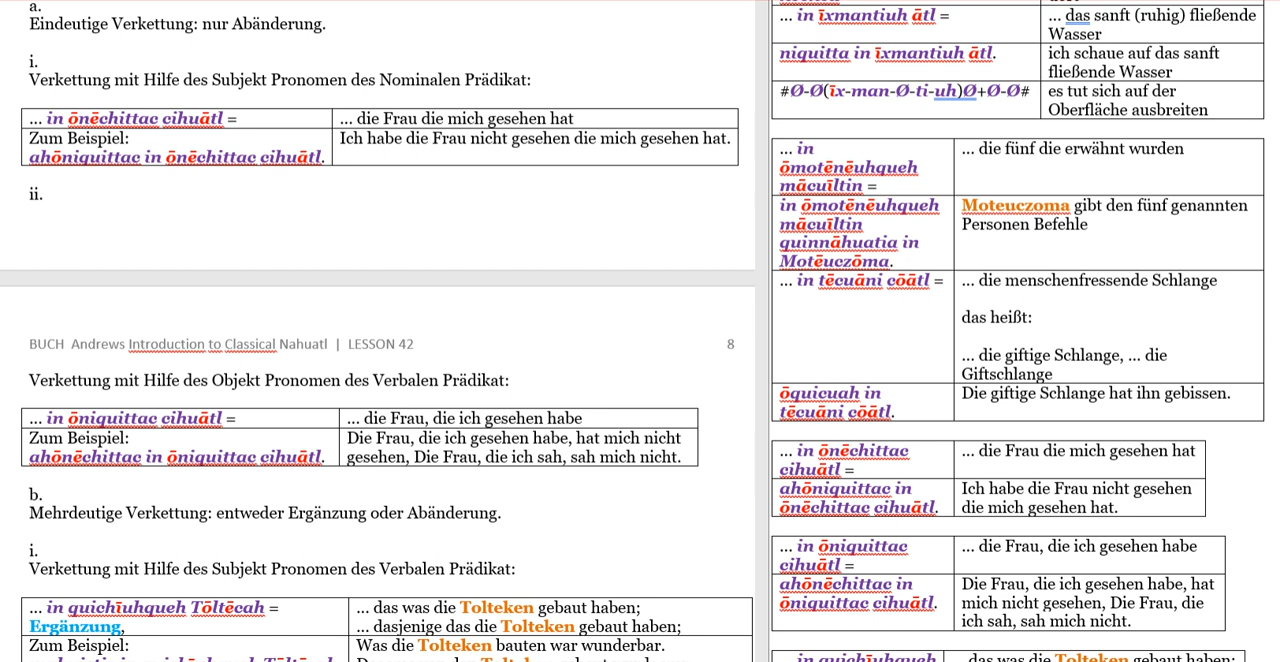 a.
Eindeutige Verkettung: nur Abänderung.
i.
Verkettung mit Hilfe des Subjekt Pronomen des Nominalen Prädikat:
... in ōnēchittac cihuātl =
... die Frau die mich gesehen hat
Zum Beispiel:
ahōniquittac in ōnēchittac cihuātl.
Ich habe die Frau nicht gesehen die mich gesehen hat.
ii.
BUCH Andrews Introduction to Classical Nahuatl | LESSON 42
8
Verkettung mit Hilfe des Objekt Pronomen des Verbalen Prädikat:
... in ōniquittac cihuātl =
... die Frau, die ich gesehen habe
Zum Beispiel:
ahōnēchittac in ōniquittac cihuātl.
Die Frau, die ich gesehen habe, hat mich nicht
gesehen, Die Frau, die ich sah, sah mich nicht.
b.
Mehrdeutige Verkettung: entweder Ergänzung oder Abänderung.
i.
Verkettung mit Hilfe des Subjekt Pronomen des Verbalen Prädikat:
... in quichīuhqueh Tōltēcah =
Ergänzung,
... das was die Tolteken gebaut haben;
... dasjenige das die Tolteken gebaut haben;
Zum Beispiel:
Was die Tolteken bauten war wunderbar.
... in īxmantiuh ātl =
... das sanft (ruhig) fließende
Wasser
niquitta in īxmantiuh ātl.
ich schaue auf das sanft
fließende Wasser
#Ø-Ø(īx-man-Ø-ti-uh)Ø+Ø-Ø#
es tut sich auf der
Oberfläche ausbreiten
... in
ōmotēnēuhqueh
mācuīltin =
... die fünf die erwähnt wurden
in ōmotēnēuhqueh
mācuīltin
quinnāhuatia in
Motēuczōma.
Moteuczoma gibt den fünf genannten
Personen Befehle
... in tēcuāni cōātl =
... die menschenfressende Schlange
das heißt:
... die giftige Schlange, ... die
Giftschlange
ōquicuah in
tēcuāni cōātl.
Die giftige Schlange hat ihn gebissen.
... in ōnēchittac
cihuātl =
... die Frau die mich gesehen hat
ahōniquittac in
ōnēchittac cihuātl.
Ich habe die Frau nicht gesehen
die mich gesehen hat.
... in ōniquittac
cihuātl =
... die Frau, die ich gesehen habe
ahōnēchittac in
ōniquittac cihuātl.
Die Frau, die ich gesehen habe, hat
mich nicht gesehen, Die Frau, die
ich sah, sah mich nicht.
... in quichīuhqueh
... das was die Tolteken gebaut haben;